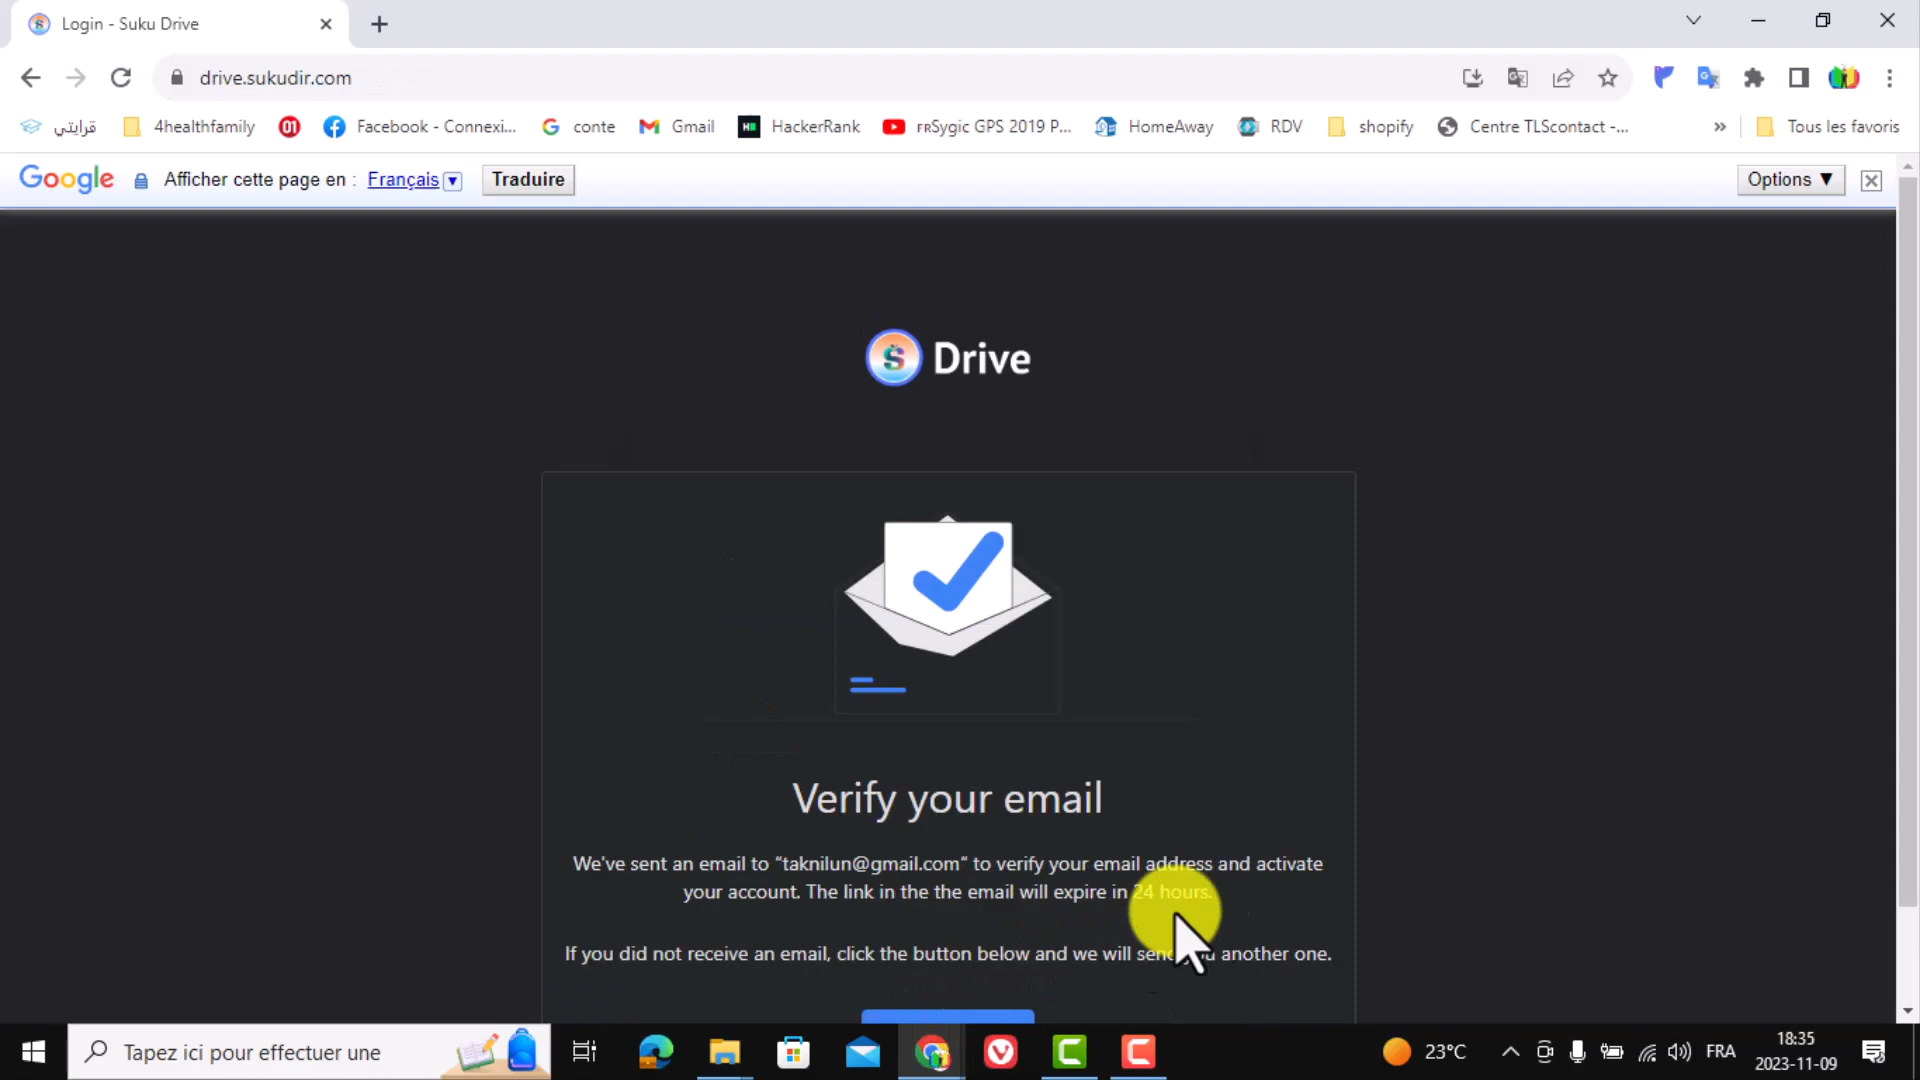 Login - Suku Drive
drive.sukudir.com
قرايتي
4healthfamily
01
Facebook - Connexi...
conte
Gmail
HackerRank
FRSygic GPS 2019 P...
HomeAway
RDV
shopify
Centre TLScontact -...
»
Tous les favoris
Google
Afficher cette page en :
Français
Traduire
Options ▼
Drive
Verify your email
We've sent an email to “taknilun@gmail.com“ to verify your email address and activate
your account. The link in the the email will expire in 24 hours.
If you did not receive an email, click the button below and we will send you another one.
Tapez ici pour effectuer une
23°C
FRA
18:35
2023-11-09